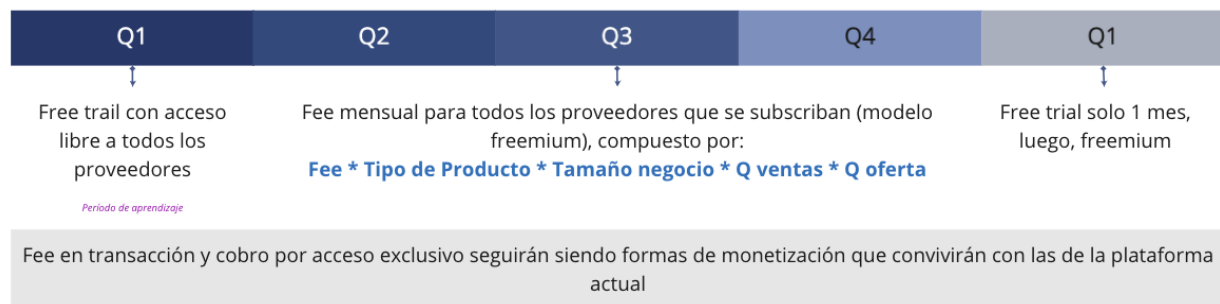 Q1
Q2
Q3
Q4
Q1
Free trail con acceso
libre a todos los
proveedores
Período de aprendizaje
Fee mensual para todos los proveedores que se subscriban (modelo
freemium), compuesto por:
Fee * Tipo de Producto * Tamaño negocio * Q ventas * Q oferta
Free trial solo 1 mes,
luego, freemium
Fee en transacción y cobro por acceso exclusivo seguirán siendo formas de monetización que convivirán con las de la plataforma
actual